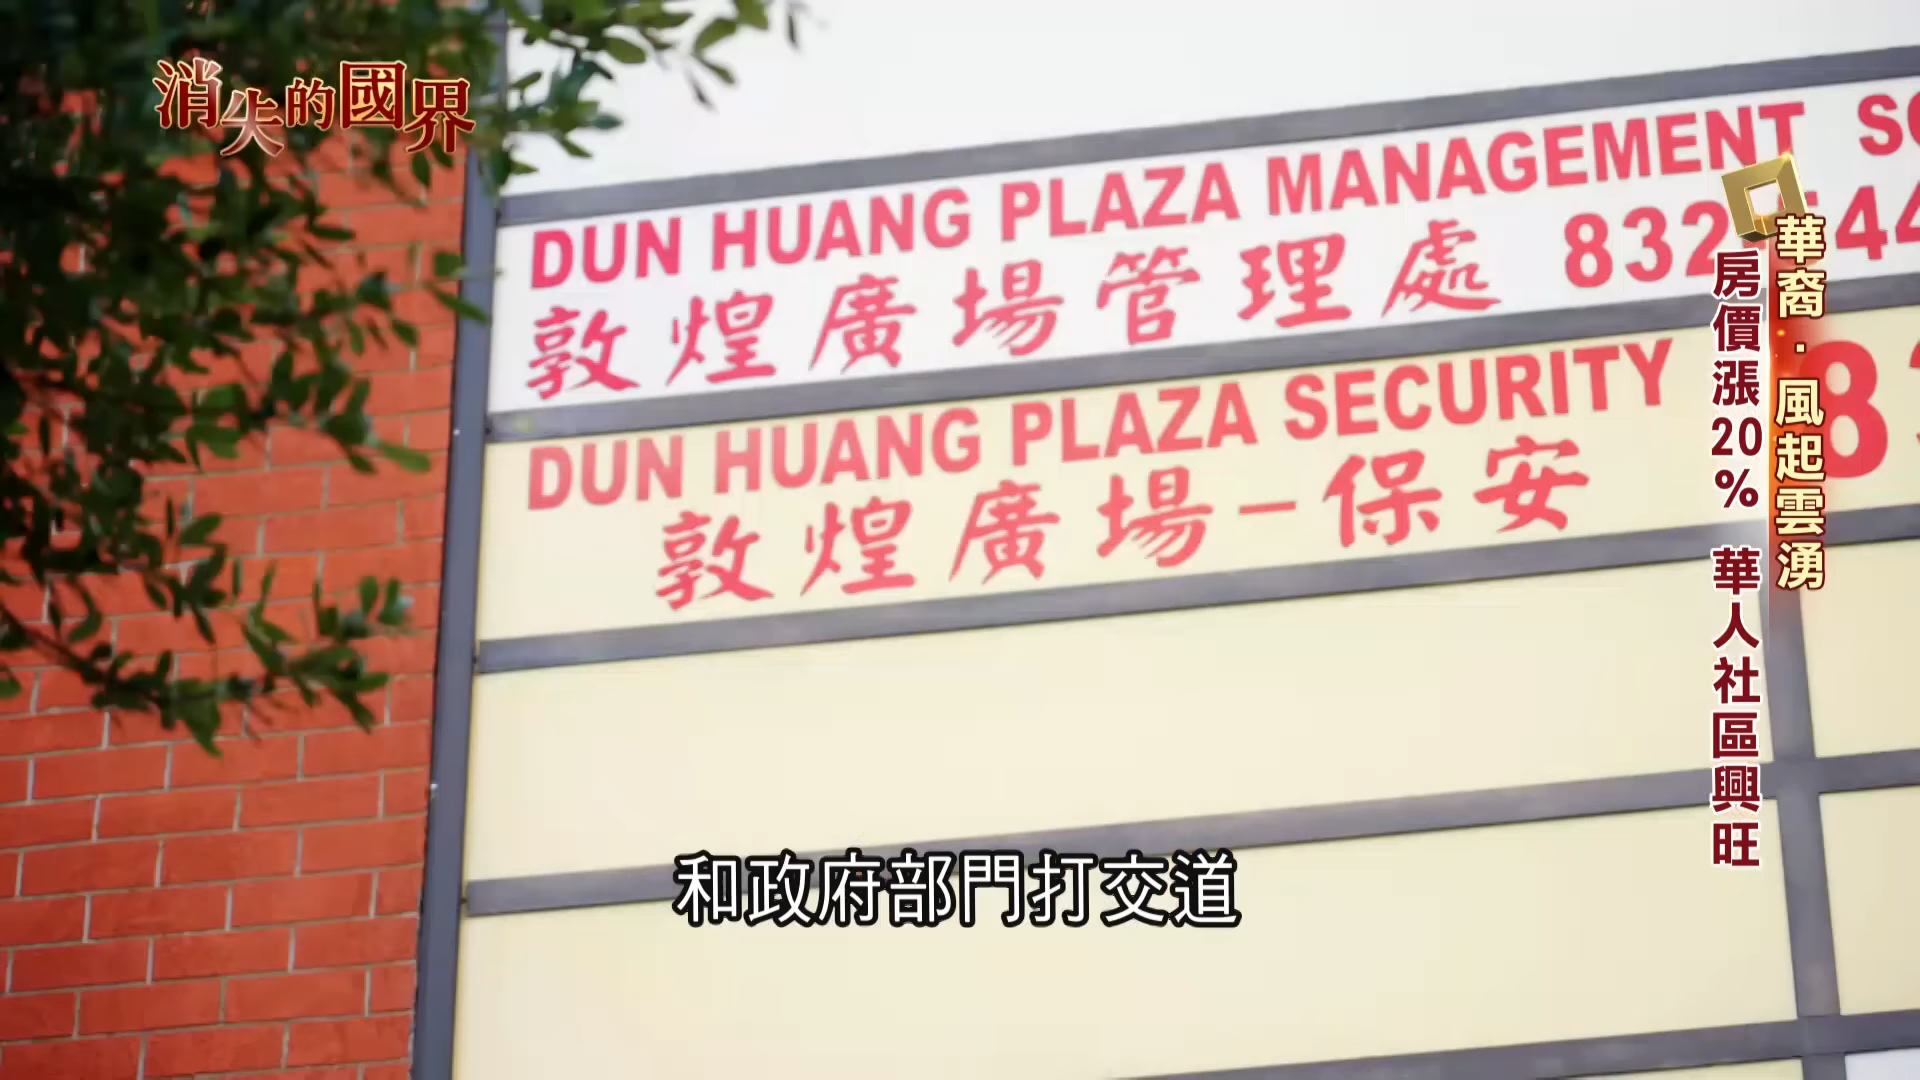 消失的國界
DUN HUANG PLAZA MANAGEMENT
敦煌廣場管理處 832
DUN HUANG PLAZA SECURITY
敦煌廣場-保安
華裔·風起雲湧
房價漲20% 華人社區興旺
和政府部門打交道